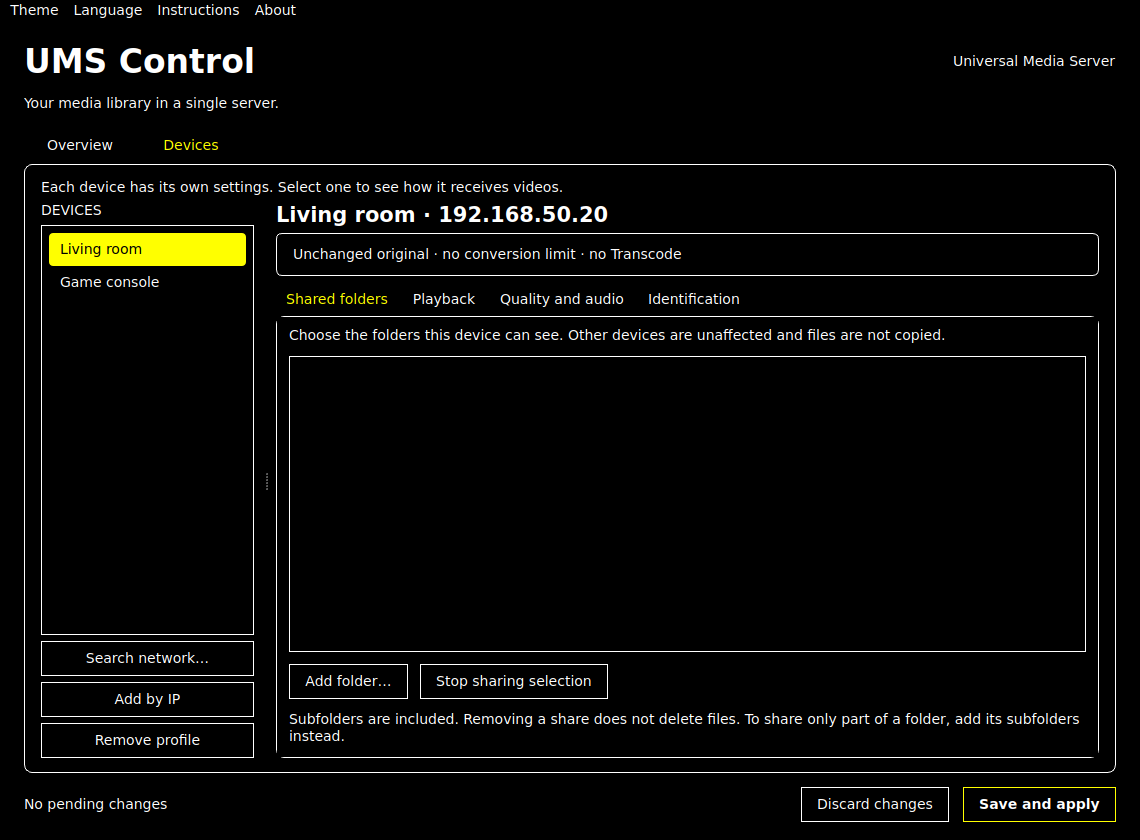 Theme Language Instructions About
UMS Control
Universal Media Server
Your media library in a single server.
Overview Devices
Each device has its own settings. Select one to see how it receives videos.
DEVICES
Living room
Game console
Search network...
Add by IP
Remove profile
Living room · 192.168.50.20
Unchanged original · no conversion limit · no Transcode
Shared folders Playback Quality and audio Identification
Choose the folders this device can see. Other devices are unaffected and files are not copied.
Add folder... Stop sharing selection
Subfolders are included. Removing a share does not delete files. To share only part of a folder, add its subfolders
instead.
No pending changes
Discard changes Save and apply